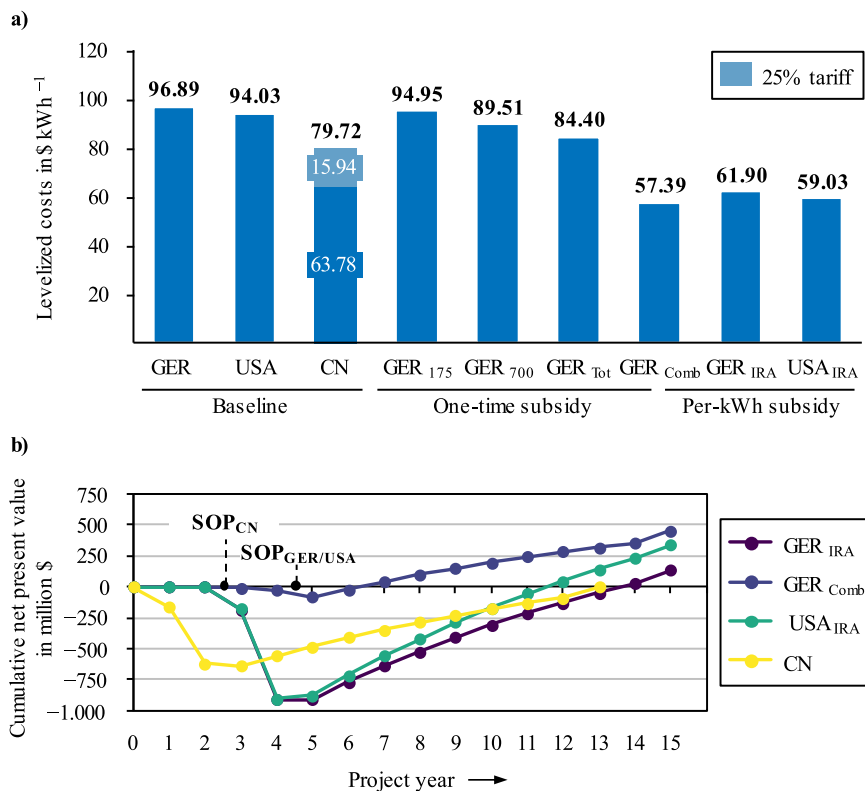 a)
Levelized costs in $ kWh⁻¹
120
100
80
60
40
20
96.89
94.03
79.72
15.94
63.78
94.95
89.51
84.40
57.39
61.90
59.03
25% tariff
GER USA CN GER 175 GER 700 GER Tot GER Comb GER IRA USA IRA
Baseline One-time subsidy Per-kWh subsidy
b)
Cumulative net present value
in million $
750
500
250
0
−250
−500
−750
−1.000
SOP CN
SOP GER/USA
0 1 2 3 4 5 6 7 8 9 10 11 12 13 14 15
Project year →
GER IRA
GER Comb
USA IRA
CN